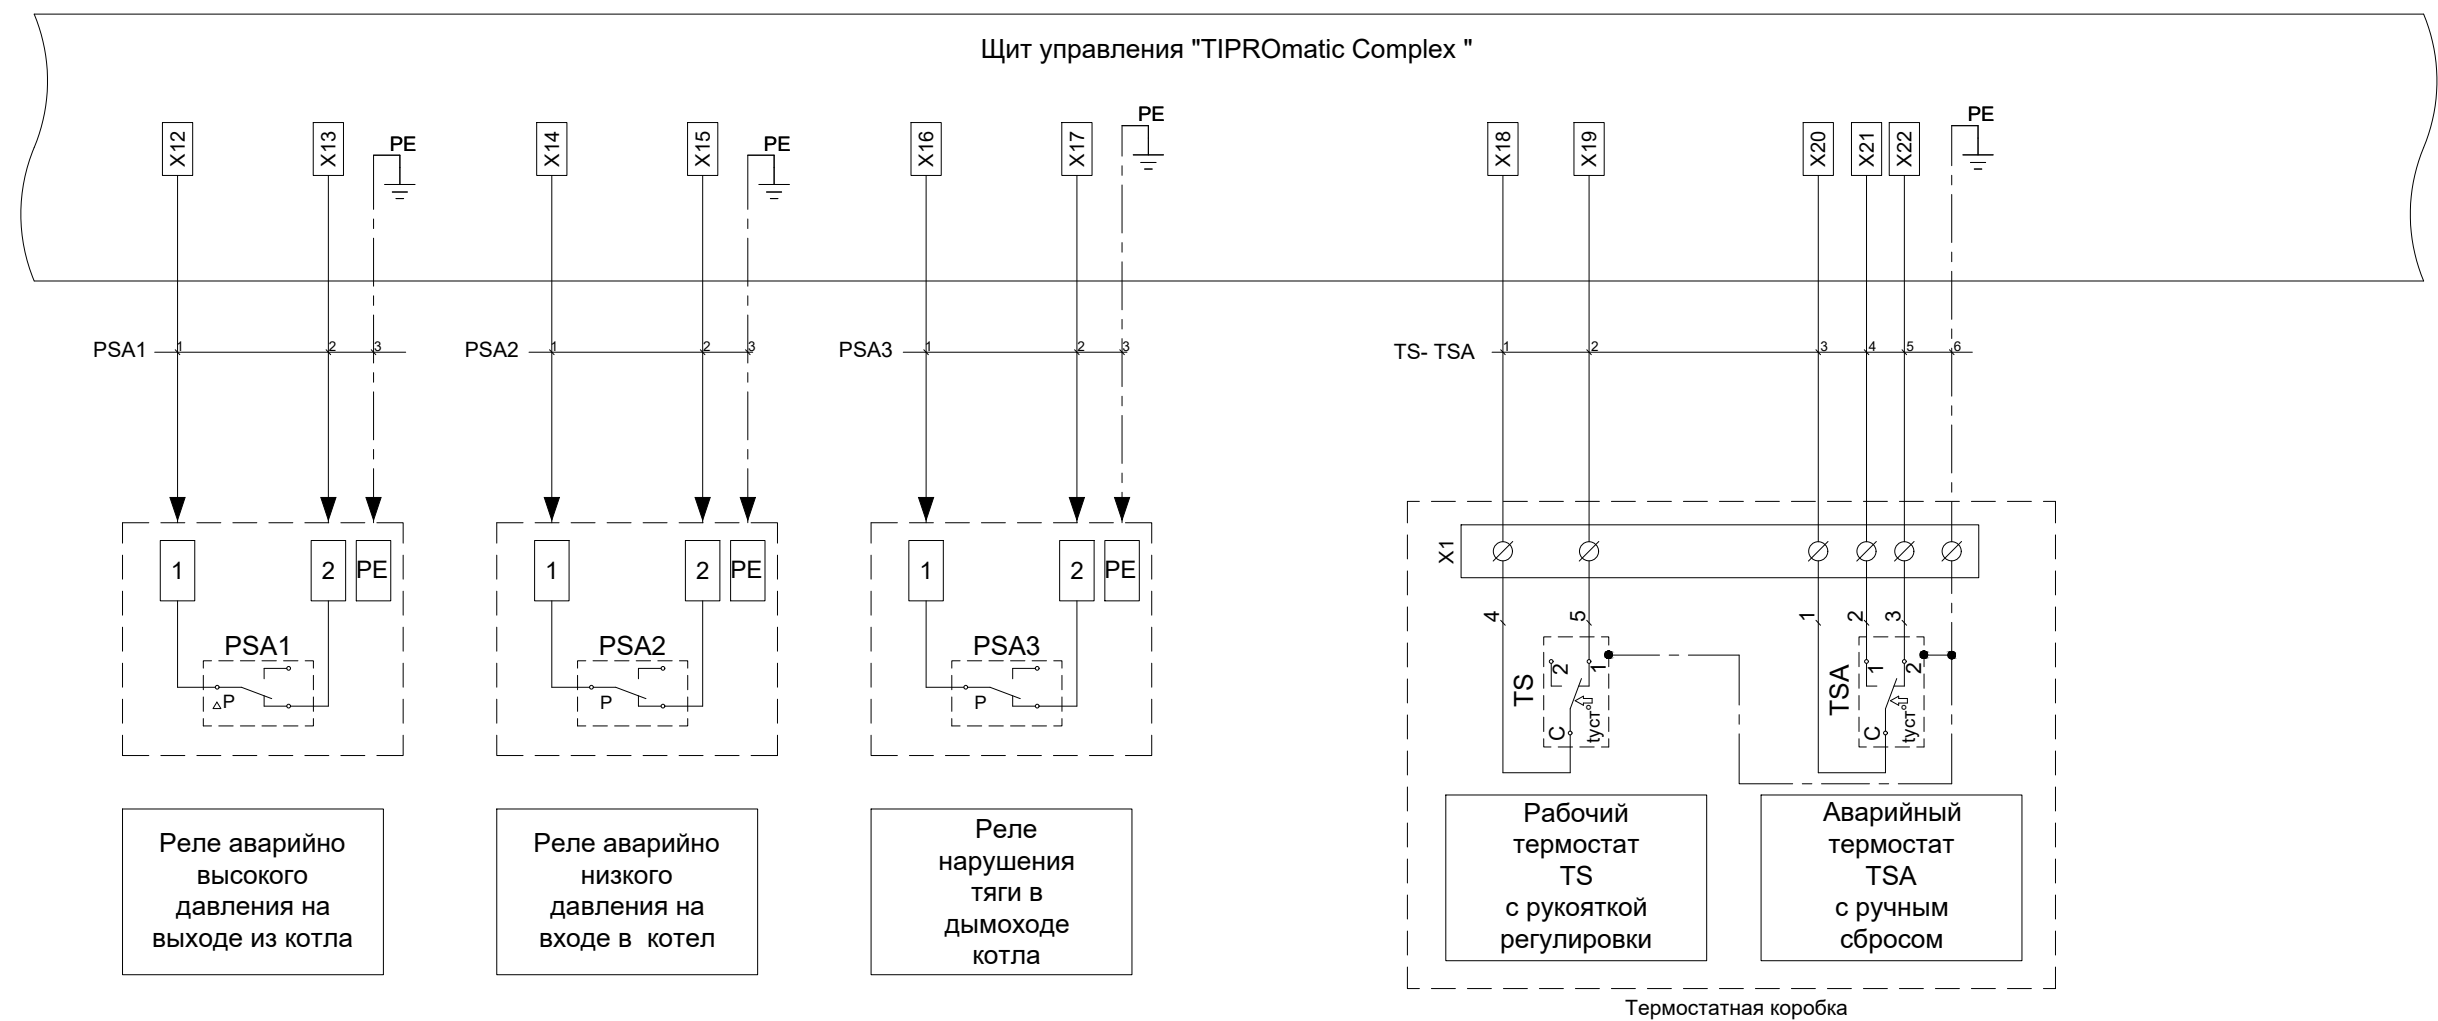 Щит управления "TIPROmatic Complex "
PE
PE
X12
X13
PE
X14
X15
PE
X16
X17
X18
X19
X20
X21
X22
PSA1
1
2
3
PSA2
1
2
3
PSA3
1
2
3
TS- TSA
1
2
3
4
5
6
1
2
PE
1
2
PE
1
2
PE
X1
4
5
1
2
3
PSA1
△P
PSA2
P
PSA3
P
TS
2
1
C
tуст°
TSA
1
2
C
tуст°
Реле аварийно
высокого
давления на
выходе из котла
Реле аварийно
низкого
давления на
входе в котел
Реле
нарушения
тяги в
дымоходе
котла
Рабочий
термостат
TS
с рукояткой
регулировки
Аварийный
термостат
TSA
с ручным
сбросом
Термостатная коробка